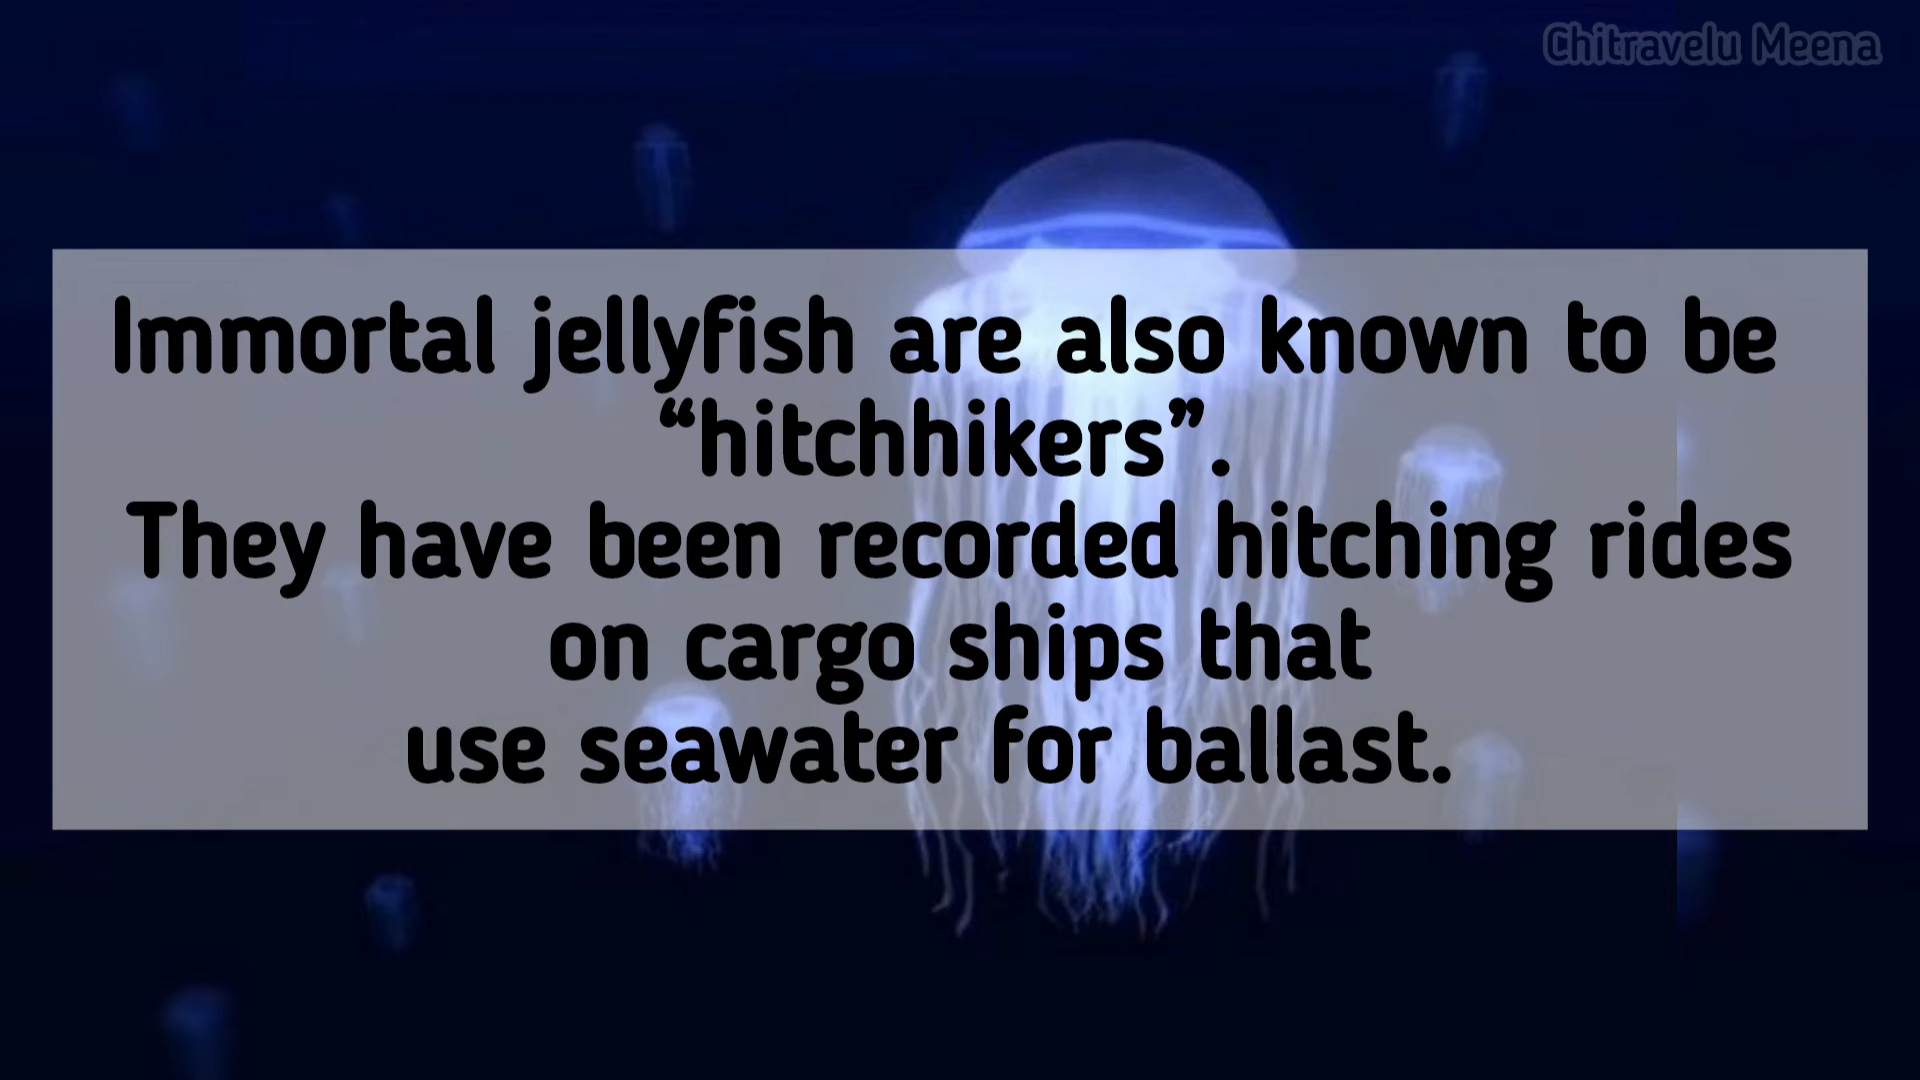 Chitravelu Meena
Immortal jellyfish are also known to be
“hitchhikers”.
They have been recorded hitching rides
on cargo ships that
use seawater for ballast.